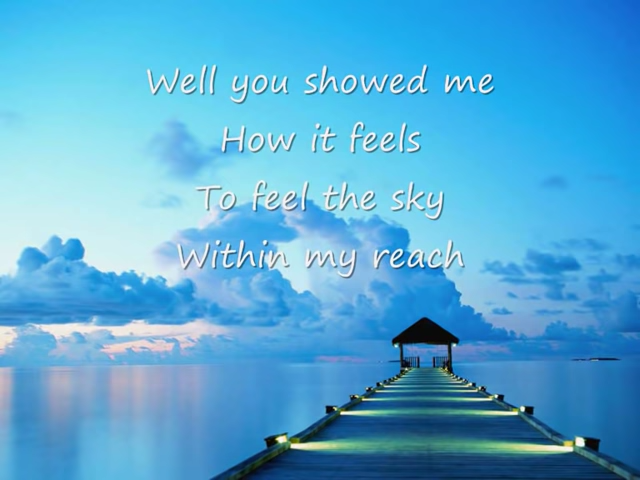 Well you showed me
How it feels
To feel the sky
Within my reach